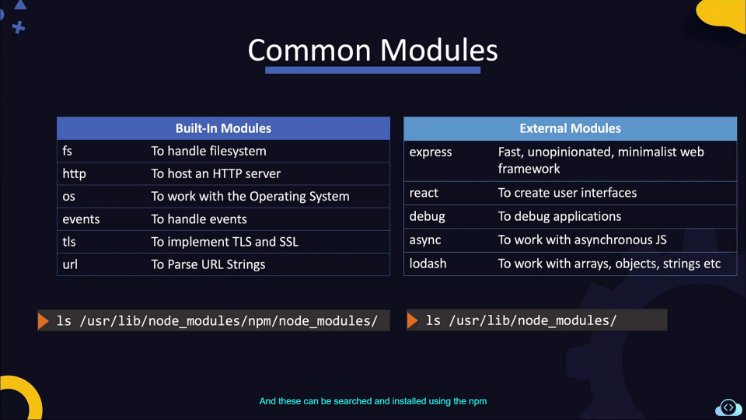 Common Modules
Built-In Modules
fs To handle filesystem
http To host an HTTP server
os To work with the Operating System
events To handle events
tls To implement TLS and SSL
url To Parse URL Strings
External Modules
express Fast, unopinionated, minimalist web
framework
react To create user interfaces
debug To debug applications
async To work with asynchronous JS
lodash To work with arrays, objects, strings etc
ls /usr/lib/node_modules/npm/node_modules/
ls /usr/lib/node_modules/
And these can be searched and installed using the npm